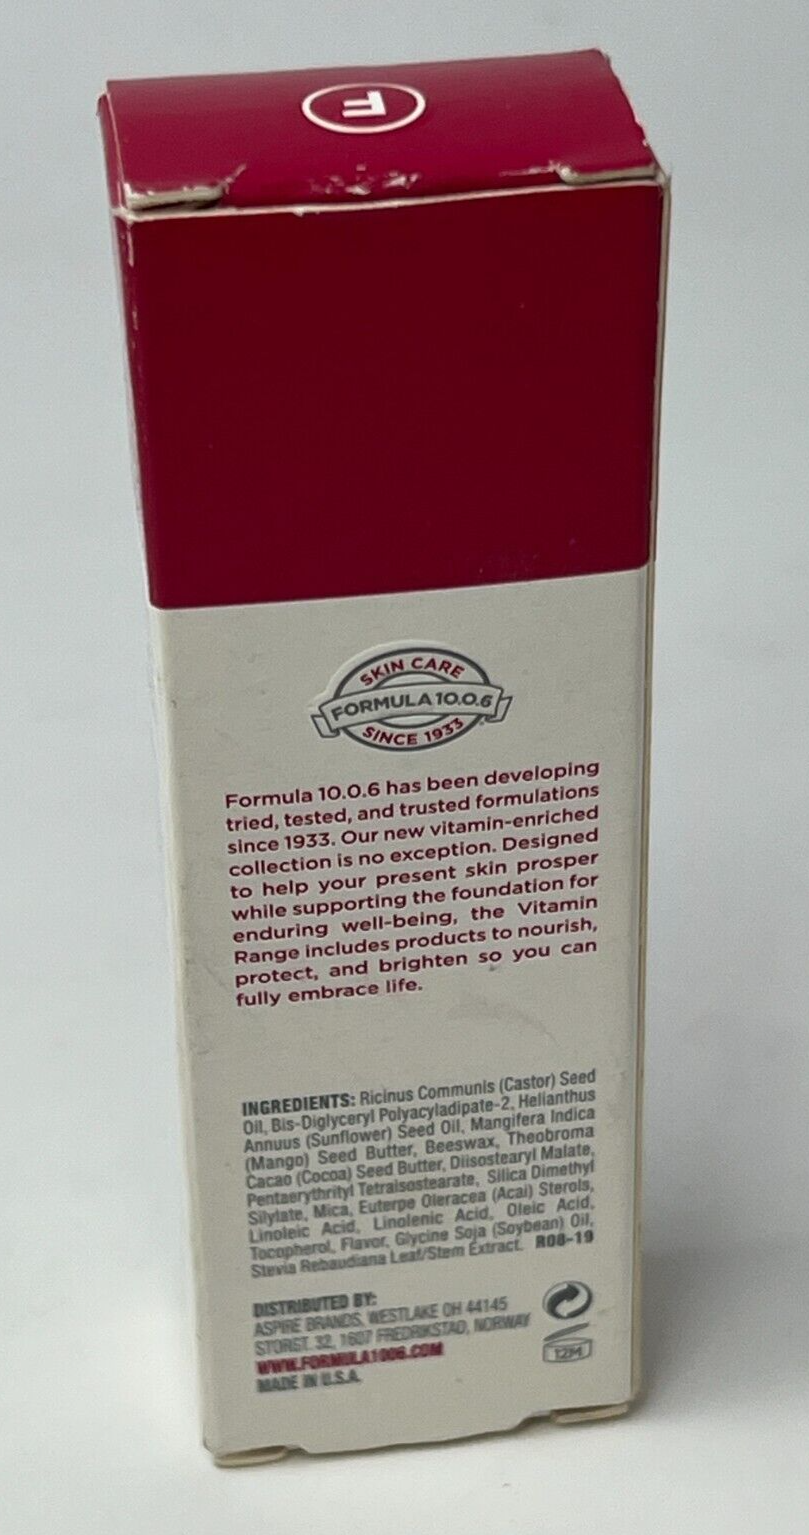 F
SKIN CARE
FORMULA 10.0.6
SINCE 1933
Formula 10.0.6 has been developing
tried, tested, and trusted formulations
since 1933. Our new vitamin-enriched
collection is no exception. Designed
to help your present skin prosper
while supporting the foundation for
enduring well-being, the Vitamin
Range includes products to nourish,
protect, and brighten so you can
fully embrace life.
INGREDIENTS: Ricinus Communis (Castor) Seed
Oil, Bis-Diglyceryl Polyacyladipate-2, Helianthus
Annuus (Sunflower) Seed Oil, Mangifera Indica
(Mango) Seed Butter, Beeswax, Theobroma
Cacao (Cocoa) Seed Butter, Diisostearyl Malate,
Pentaerythrityl Tetraisostearate, Silica Dimethyl
Silylate, Mica, Euterpe Oleracea (Acai) Sterols,
Linoleic Acid, Linolenic Acid, Oleic Acid,
Tocopherol, Flavor, Glycine Soja (Soybean) Oil,
Stevia Rebaudiana Leaf/Stem Extract. R08-19
DISTRIBUTED BY:
ASPIRE BRANDS, WESTLAKE OH 44145
STORST. 32, 1607 FREDRIKSTAD, NORWAY
WWW.FORMULA1006.COM
MADE IN U.S.A.
12M